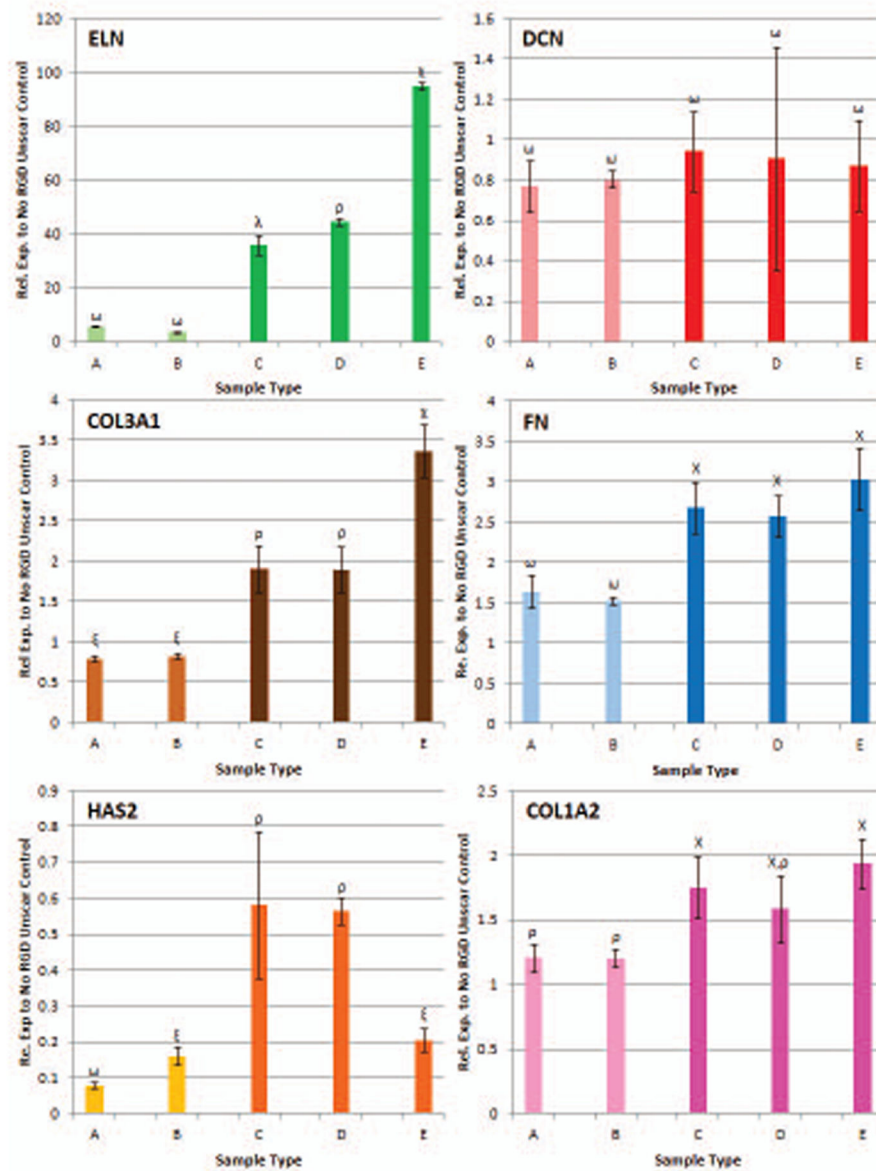 ELN
Rel. Exp. to No RGD Unscar Control
120
100
80
60
40
20
0
ω
ω
λ
ρ
A B C D E
Sample Type
DCN
Rel. Exp. to No RGD Unscar Control
1.6
1.4
1.2
1
0.8
0.6
0.4
0.2
0
ω
ω
ω
ω
ω
A B C D E
Sample Type
COL3A1
Rel Exp. to No RGD Unscar Control
4
3.5
3
2.5
2
1.5
1
0.5
0
ξ
ξ
ρ
ρ
A B C D E
Sample Type
FN
Re. Exp. to No RGD Unscar Control
4
3.5
3
2.5
2
1.5
1
0.5
0
ω
ω
X
X
X
A B C D E
Sample Type
HAS2
Re. Exp to No RGD Unscar Control
0.9
0.8
0.7
0.6
0.5
0.4
0.3
0.2
0.1
0
ω
ξ
ρ
ρ
ξ
A B C D E
Sample Type
COL1A2
Rel. Exp. to No RGD Unscar Control
2.5
2
1.5
1
0.5
0
ρ
ρ
X
X,ρ
X
A B C D E
Sample Type